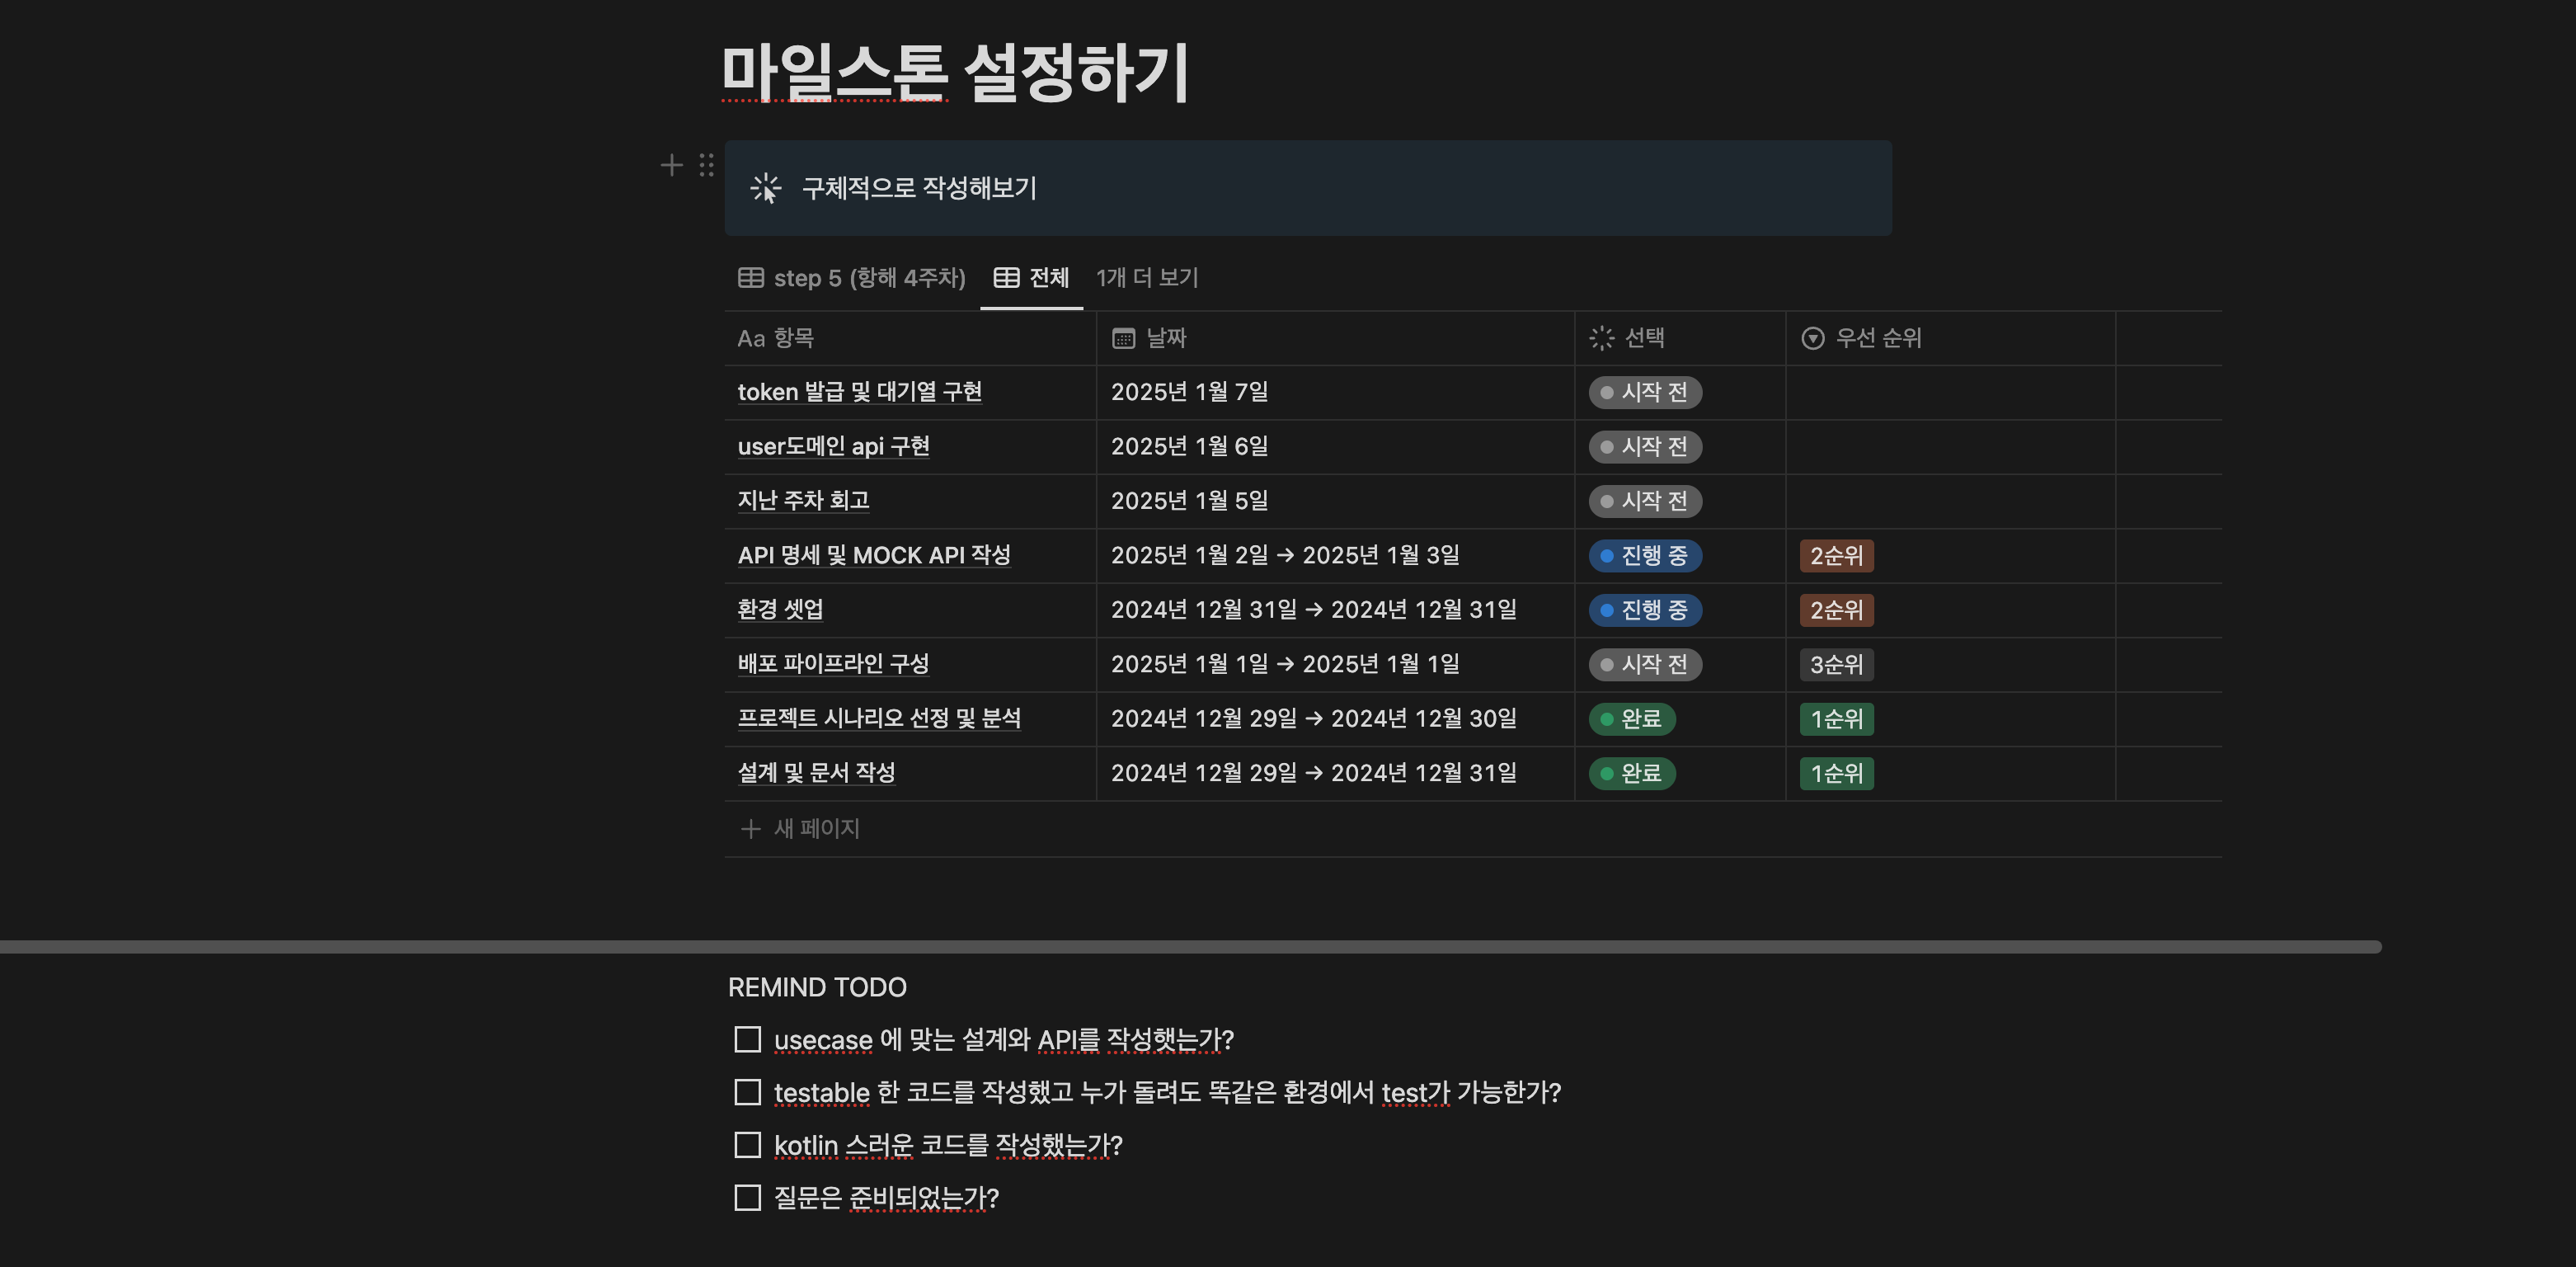 마일스톤 설정하기
구체적으로 작성해보기
step 5 (항해 4주차) 전체 1개 더 보기
Aa 항목 날짜 선택 우선 순위
token 발급 및 대기열 구현 2025년 1월 7일 시작 전
user도메인 api 구현 2025년 1월 6일 시작 전
지난 주차 회고 2025년 1월 5일 시작 전
API 명세 및 MOCK API 작성 2025년 1월 2일 → 2025년 1월 3일 진행 중 2순위
환경 셋업 2024년 12월 31일 → 2024년 12월 31일 진행 중 2순위
배포 파이프라인 구성 2025년 1월 1일 → 2025년 1월 1일 시작 전 3순위
프로젝트 시나리오 선정 및 분석 2024년 12월 29일 → 2024년 12월 30일 완료 1순위
설계 및 문서 작성 2024년 12월 29일 → 2024년 12월 31일 완료 1순위
새 페이지
REMIND TODO
usecase 에 맞는 설계와 API를 작성햇는가?
testable 한 코드를 작성했고 누가 돌려도 똑같은 환경에서 test가 가능한가?
kotlin 스러운 코드를 작성했는가?
질문은 준비되었는가?